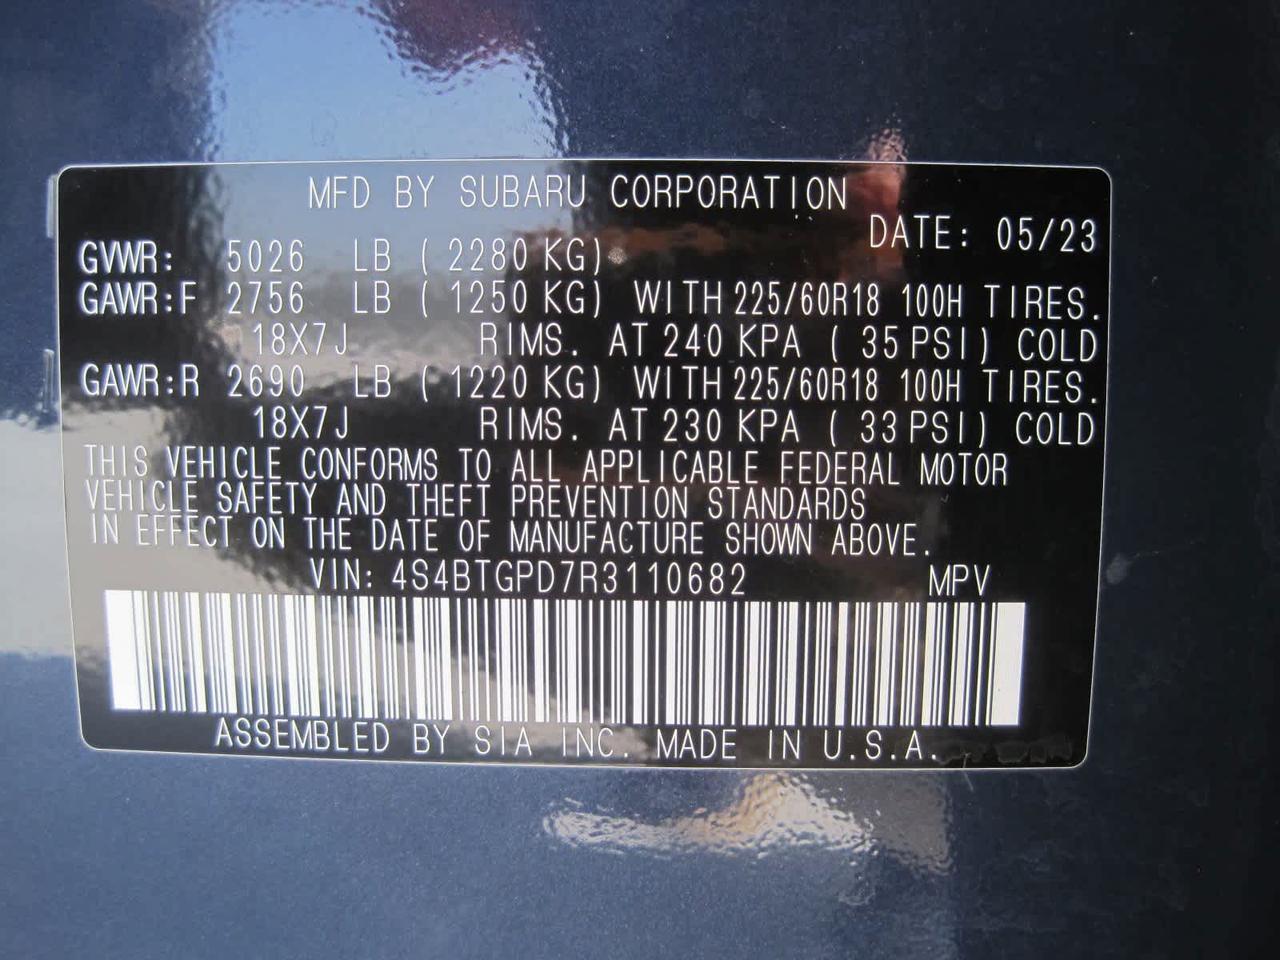 MFD BY SUBARU CORPORATION
DATE: 05/23
GVWR: 5026 LB ( 2280 KG)
GAWR:F 2756 LB ( 1250 KG) WITH 225/60R18 100H TIRES.
18X7J RIMS. AT 240 KPA ( 35 PSI) COLD
GAWR:R 2690 LB ( 1220 KG) WITH 225/60R18 100H TIRES.
18X7J RIMS. AT 230 KPA ( 33 PSI) COLD
THIS VEHICLE CONFORMS TO ALL APPLICABLE FEDERAL MOTOR
VEHICLE SAFETY AND THEFT PREVENTION STANDARDS
IN EFFECT ON THE DATE OF MANUFACTURE SHOWN ABOVE.
VIN: 4S4BTGPD7R3110682 MPV
ASSEMBLED BY SIA INC. MADE IN U.S.A.